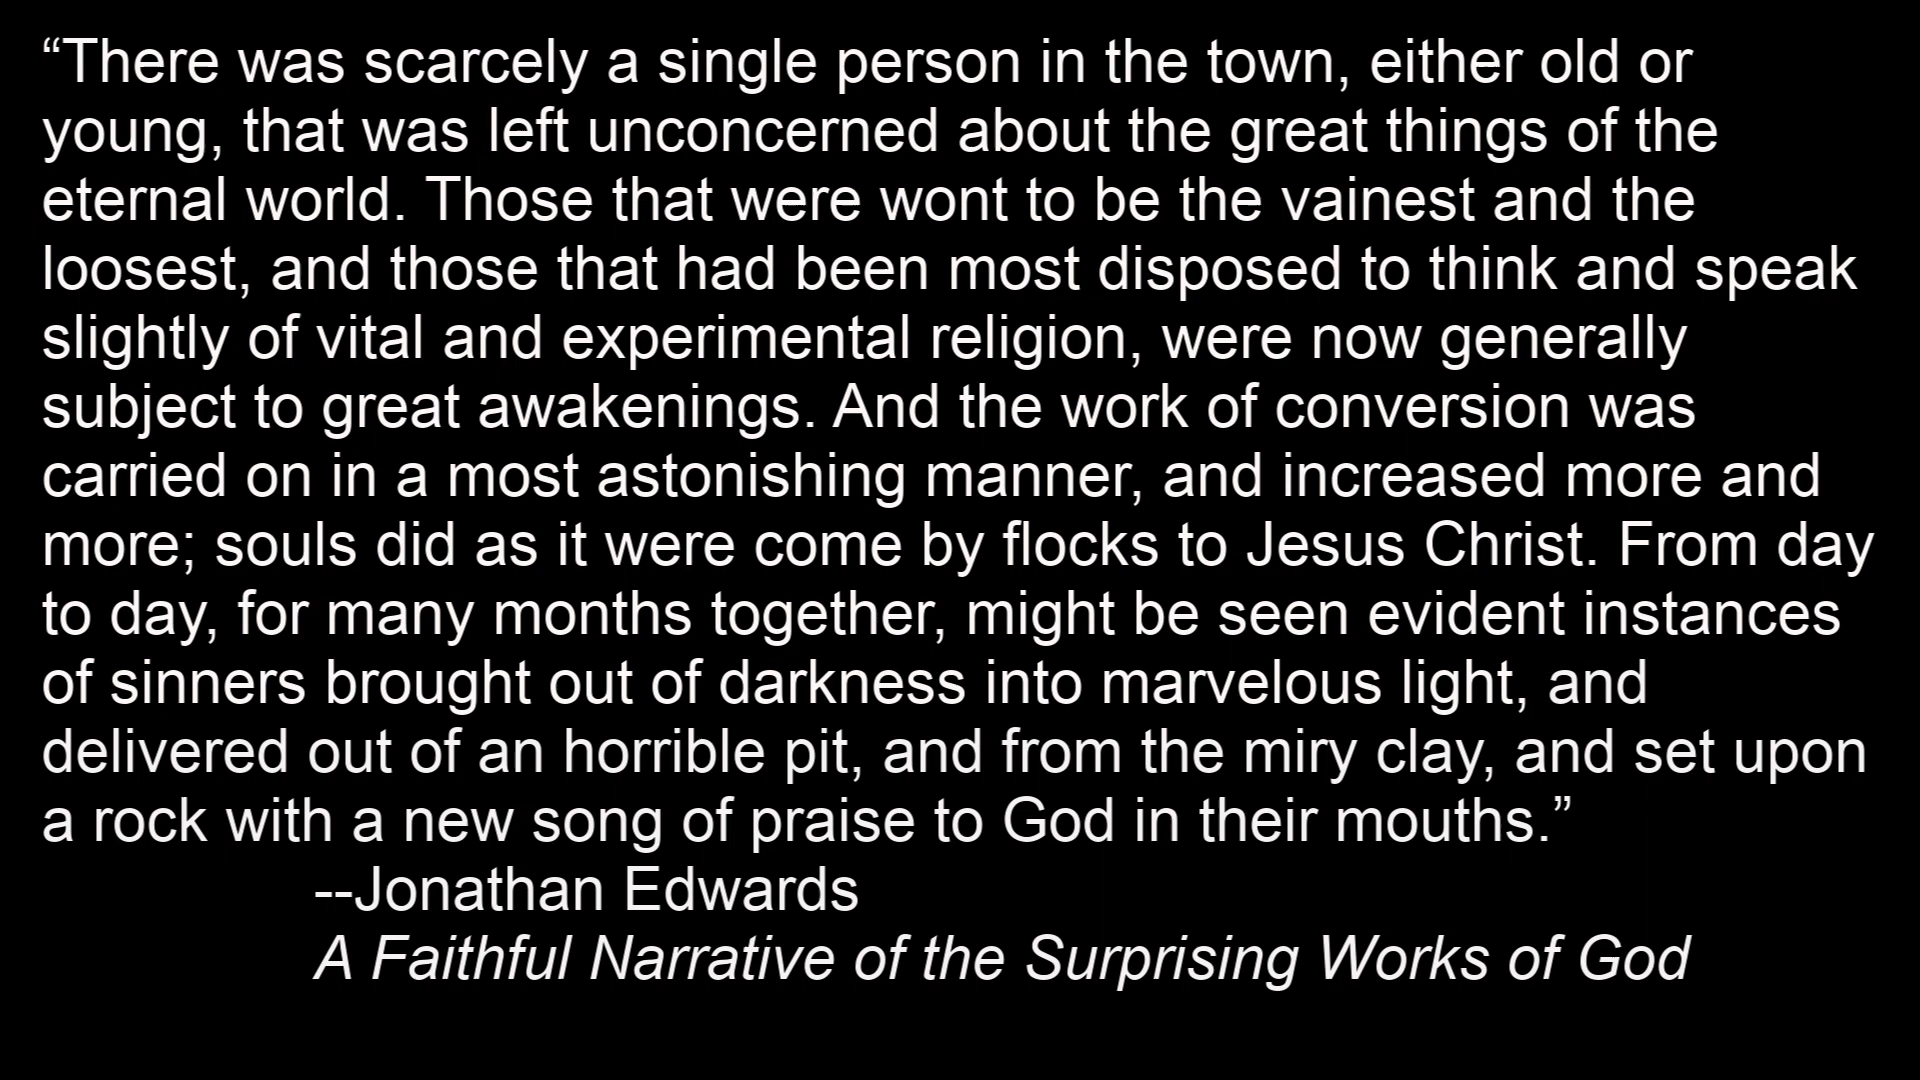 “There was scarcely a single person in the town, either old or
young, that was left unconcerned about the great things of the
eternal world. Those that were wont to be the vainest and the
loosest, and those that had been most disposed to think and speak
slightly of vital and experimental religion, were now generally
subject to great awakenings. And the work of conversion was
carried on in a most astonishing manner, and increased more and
more; souls did as it were come by flocks to Jesus Christ. From day
to day, for many months together, might be seen evident instances
of sinners brought out of darkness into marvelous light, and
delivered out of an horrible pit, and from the miry clay, and set upon
a rock with a new song of praise to God in their mouths.”
--Jonathan Edwards
A Faithful Narrative of the Surprising Works of God